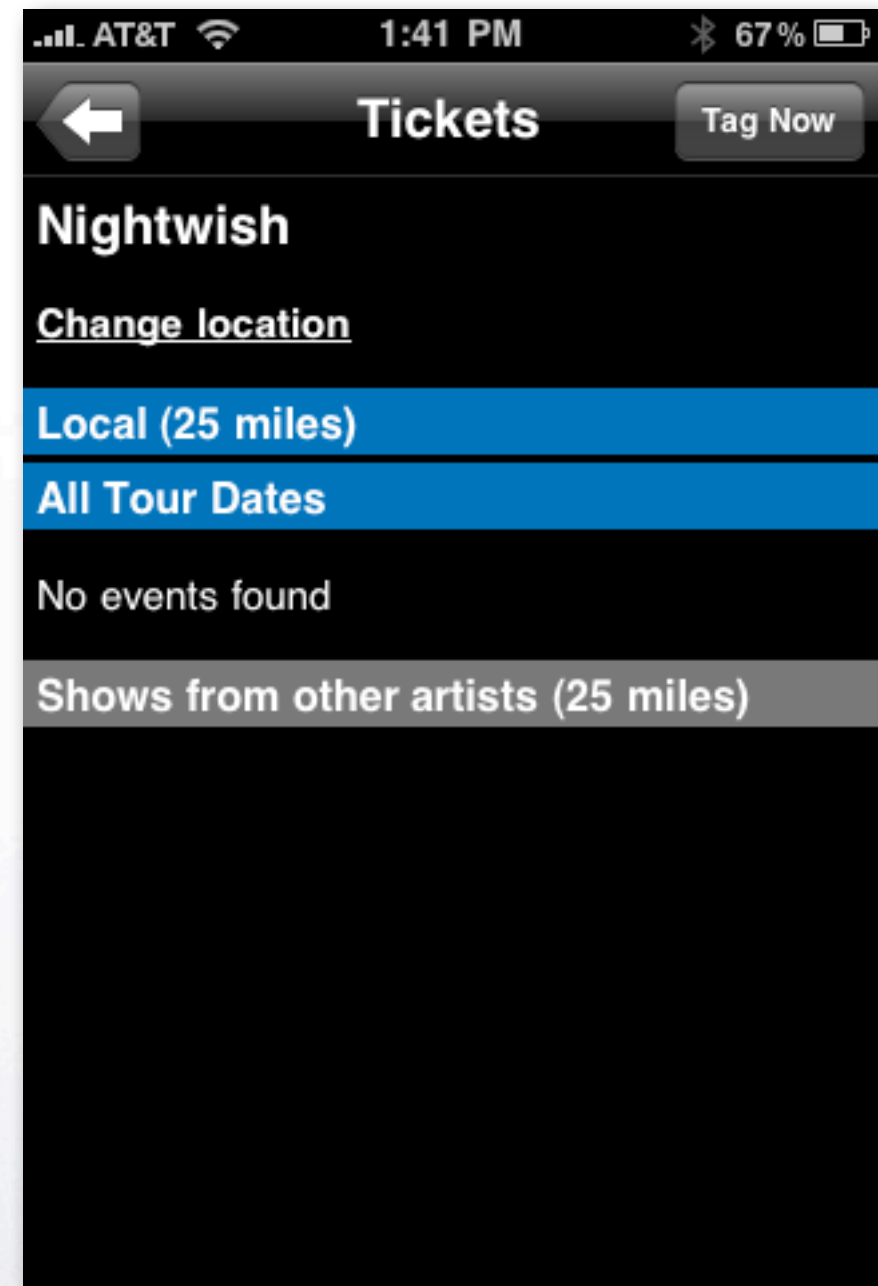 AT&T 1:41 PM 67%
Tickets Tag Now
Nightwish
Change location
Local (25 miles)
All Tour Dates
No events found
Shows from other artists (25 miles)